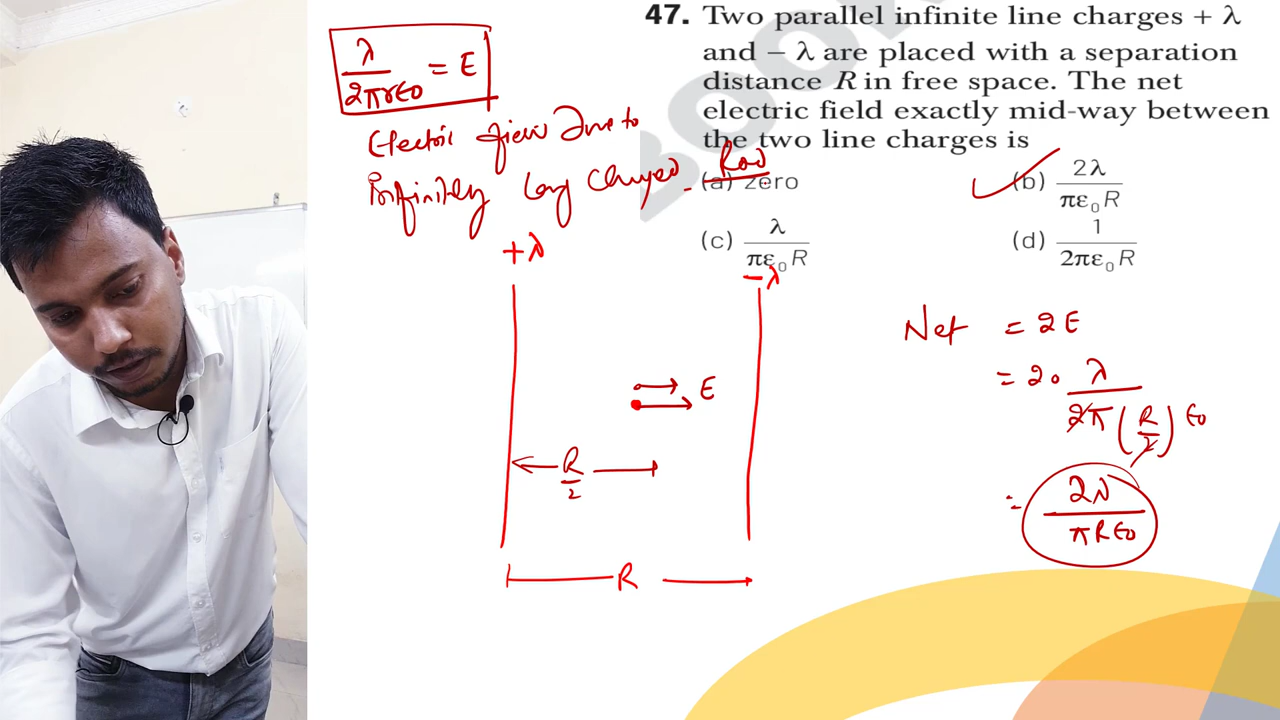 47. Two parallel infinite line charges + λ
and − λ are placed with a separation
distance R in free space. The net
electric field exactly mid-way between
the two line charges is
(a) zero
(b) 2λ / πε₀R
(c) λ / πε₀R
(d) 1 / 2πε₀R
λ / 2πrε₀ = E
Electric field Due to
infinitely long charged Rod
+λ
−λ
E
R/2
R
Net = 2E
= 2. λ / 2π(R/2)ε₀
= 2λ / πRε₀